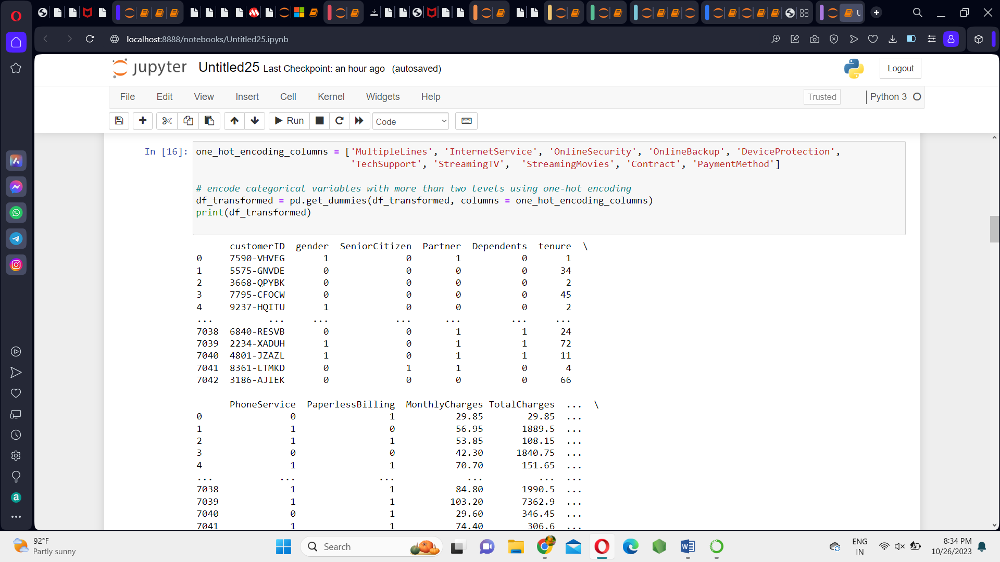 localhost:8888/notebooks/Untitled25.ipynb
jupyter Untitled25 Last Checkpoint: an hour ago (autosaved)
Logout
File Edit View Insert Cell Kernel Widgets Help
Trusted
Python 3
Run
Code
In [16]:
one_hot_encoding_columns = ['MultipleLines', 'InternetService', 'OnlineSecurity', 'OnlineBackup', 'DeviceProtection',
'TechSupport', 'StreamingTV',  'StreamingMovies', 'Contract', 'PaymentMethod']
# encode categorical variables with more than two levels using one-hot encoding
df_transformed = pd.get_dummies(df_transformed, columns = one_hot_encoding_columns)
print(df_transformed)
customerID gender SeniorCitizen Partner Dependents tenure \
0 7590-VHVEG 1 0 1 0 1
1 5575-GNVDE 0 0 0 0 34
2 3668-QPYBK 0 0 0 0 2
3 7795-CFOCW 0 0 0 0 45
4 9237-HQITU 1 0 0 0 2
... ... ... ... ... ... ...
7038 6840-RESVB 0 0 1 1 24
7039 2234-XADUH 1 0 1 1 72
7040 4801-JZAZL 1 0 1 1 11
7041 8361-LTMKD 0 1 1 0 4
7042 3186-AJIEK 0 0 0 0 66
PhoneService PaperlessBilling MonthlyCharges TotalCharges ... \
0 0 1 29.85 29.85 ...
1 1 0 56.95 1889.5 ...
2 1 1 53.85 108.15 ...
3 0 0 42.30 1840.75 ...
4 1 1 70.70 151.65 ...
... ... ... ... ... ...
7038 1 1 84.80 1990.5 ...
7039 1 1 103.20 7362.9 ...
7040 0 1 29.60 346.45 ...
7041 1 1 74.40 306.6 ...
92°F
Partly sunny
Search
ENG
IN
8:34 PM
10/26/2023